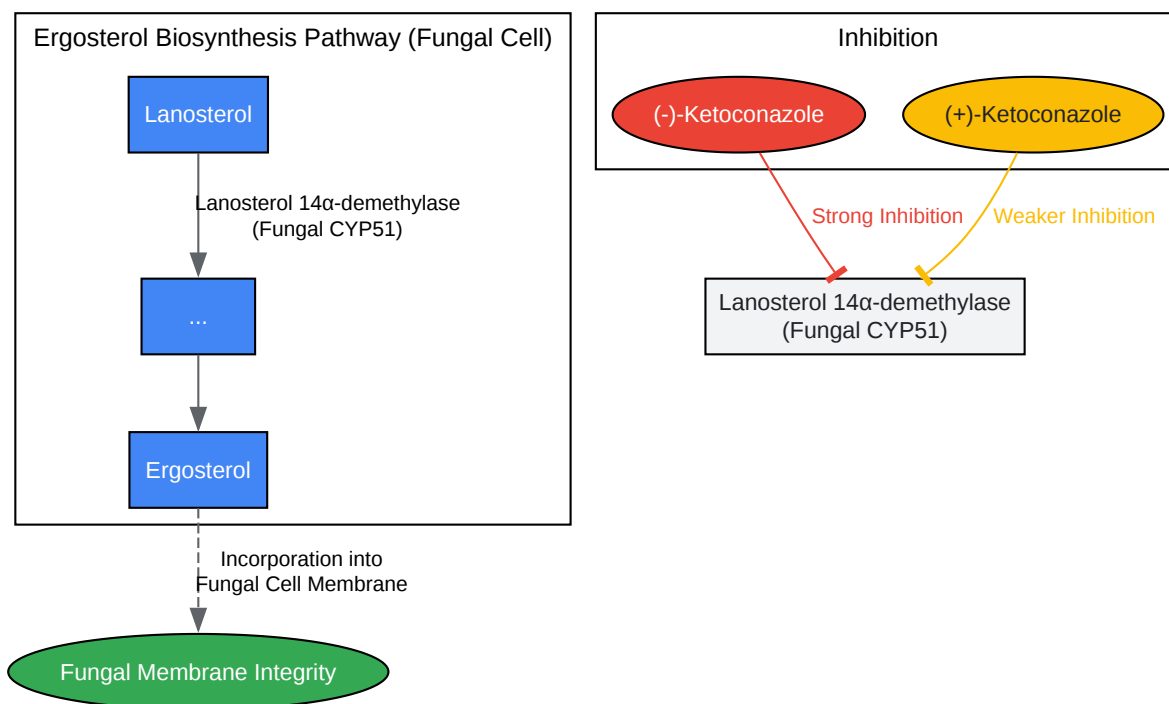 Ergosterol Biosynthesis Pathway (Fungal Cell)
Lanosterol
Lanosterol 14α-demethylase
(Fungal CYP51)
...
Ergosterol
Incorporation into
Fungal Cell Membrane
Fungal Membrane Integrity
Inhibition
(-)-Ketoconazole
(+)-Ketoconazole
Strong Inhibition
Weaker Inhibition
Lanosterol 14α-demethylase
(Fungal CYP51)